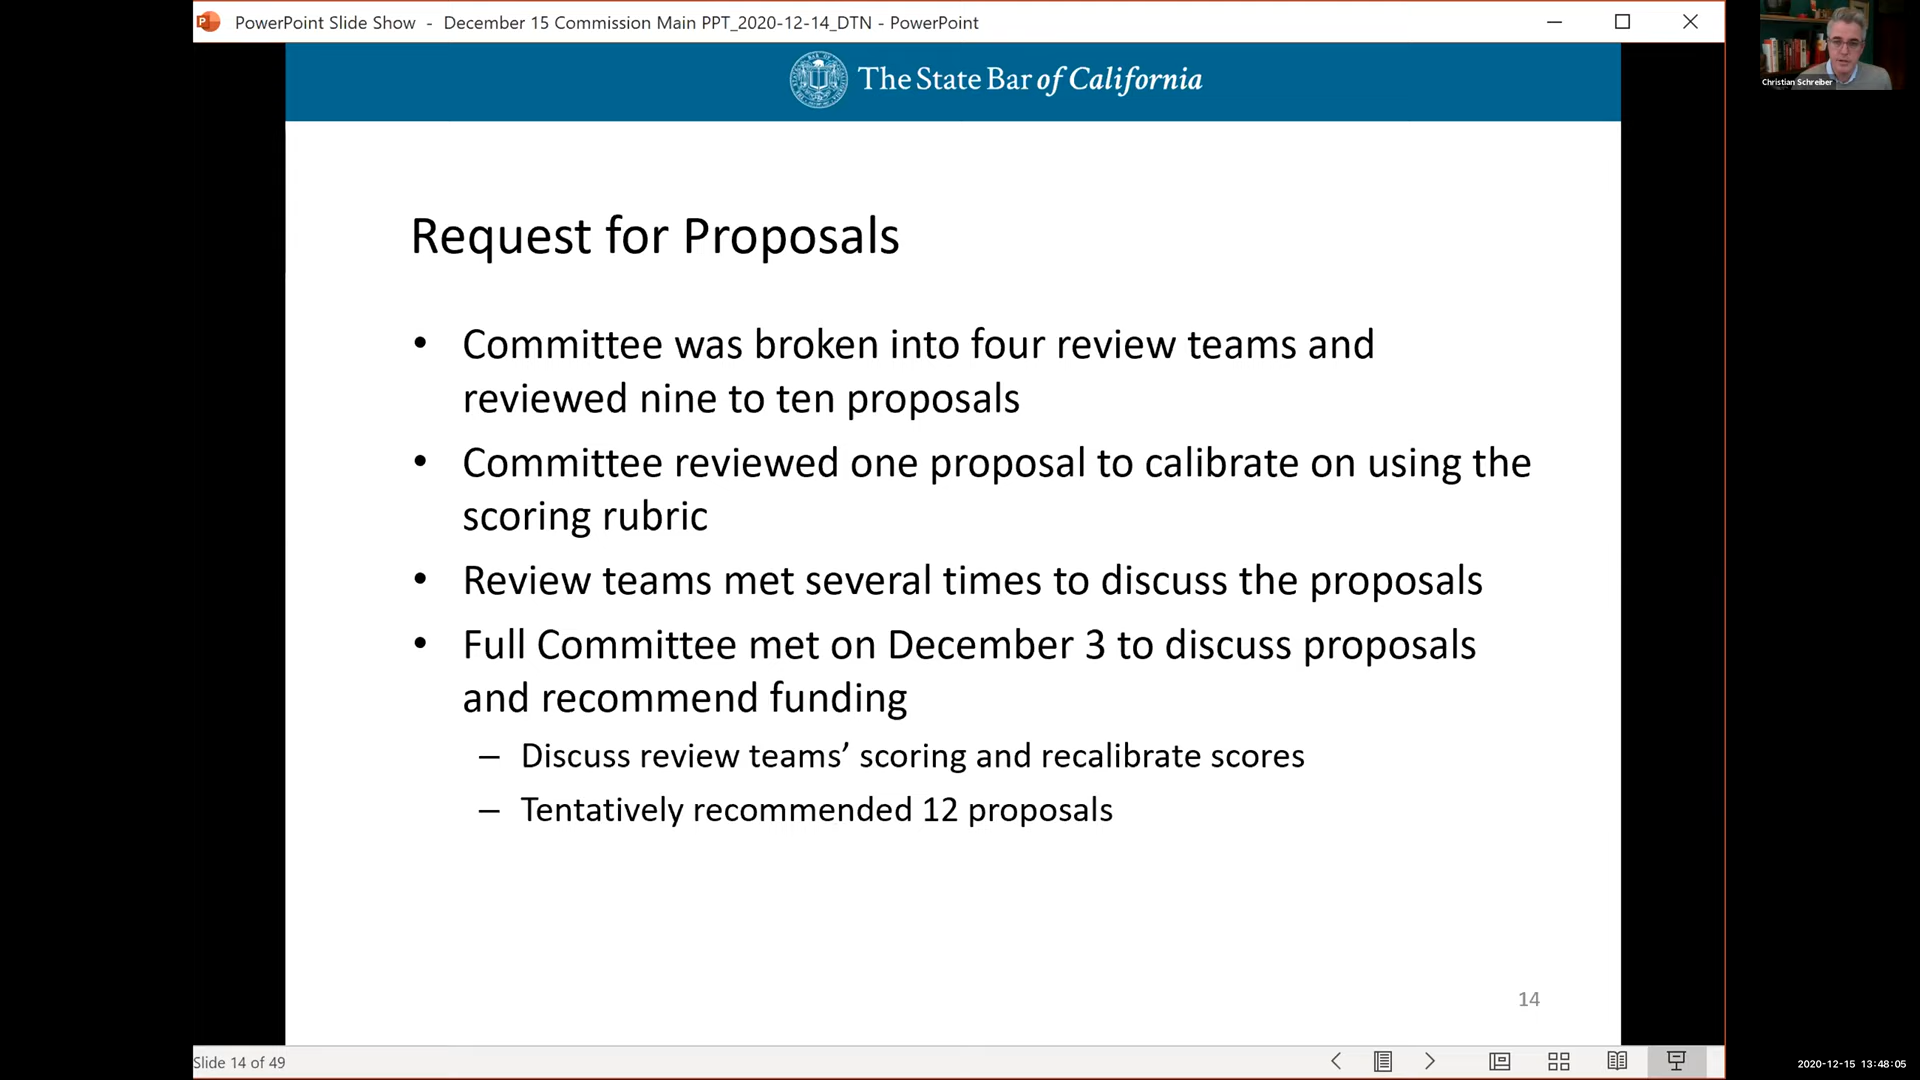 PowerPoint Slide Show - December 15 Commission Main PPT_2020-12-14_DTN - PowerPoint
The State Bar of California
Christian Schreiber
Request for Proposals
• Committee was broken into four review teams and
reviewed nine to ten proposals
• Committee reviewed one proposal to calibrate on using the
scoring rubric
• Review teams met several times to discuss the proposals
• Full Committee met on December 3 to discuss proposals
and recommend funding
– Discuss review teams’ scoring and recalibrate scores
– Tentatively recommended 12 proposals
14
Slide 14 of 49
2020-12-15 13:48:05